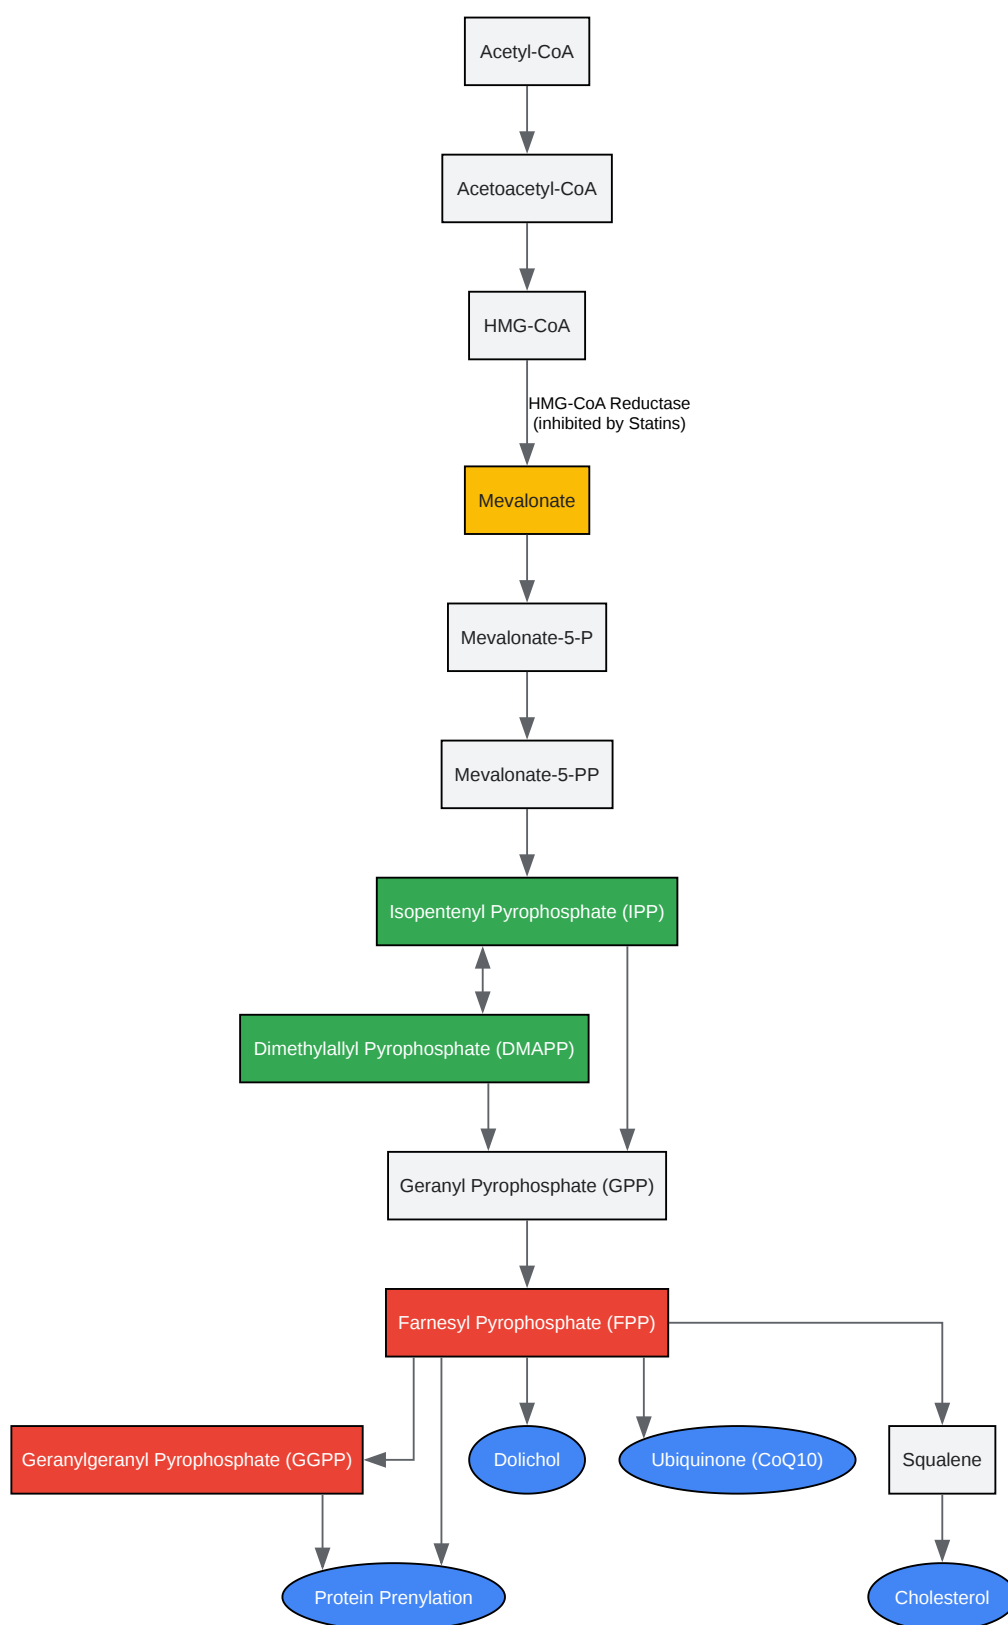 Acetyl-CoA
Acetoacetyl-CoA
HMG-CoA
HMG-CoA Reductase
(inhibited by Statins)
Mevalonate
Mevalonate-5-P
Mevalonate-5-PP
Isopentenyl Pyrophosphate (IPP)
Dimethylallyl Pyrophosphate (DMAPP)
Geranyl Pyrophosphate (GPP)
Farnesyl Pyrophosphate (FPP)
Geranylgeranyl Pyrophosphate (GGPP)
Dolichol
Ubiquinone (CoQ10)
Squalene
Protein Prenylation
Cholesterol